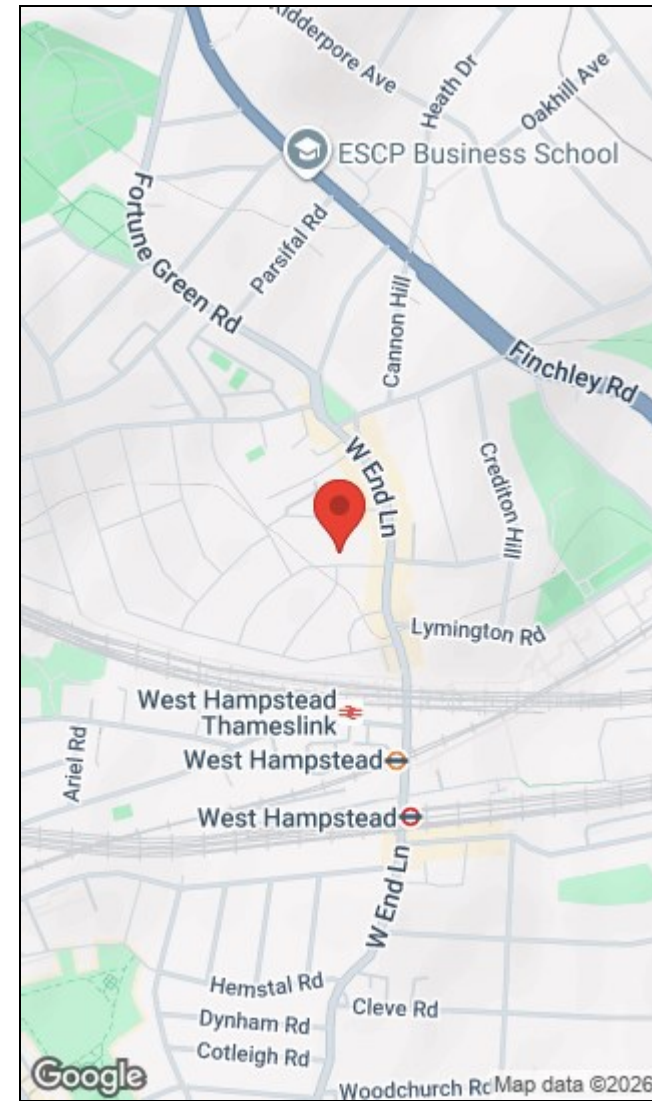 Kidderpore Ave
Heath Dr
Oakhill Ave
ESCP Business School
Fortune Green Rd
Parsifal Rd
Cannon Hill
Finchley Rd
W End Ln
Crediton Hill
Lymington Rd
West Hampstead
Thameslink
West Hampstead
Ariel Rd
West Hampstead
W End Ln
Hemstal Rd
Cleve Rd
Dynham Rd
Cotleigh Rd
Google
Woodchurch Rd
Map data ©2026